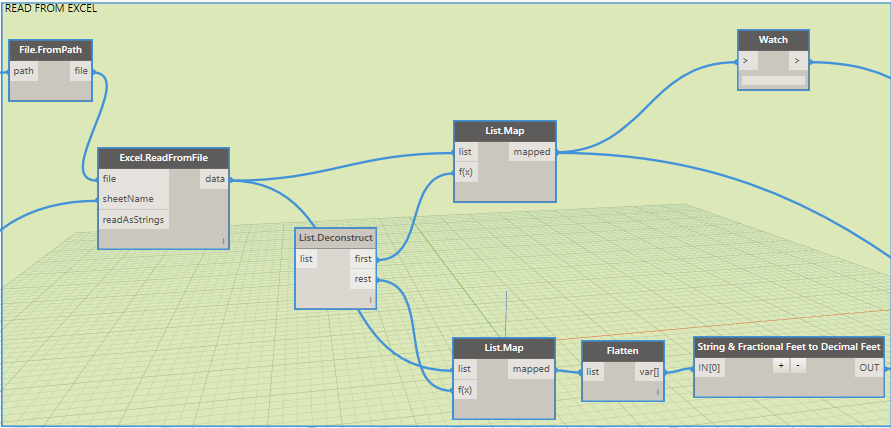 READ FROM EXCEL
File.FromPath
path file
Watch
> >
List.Map
list mapped
f(x)
Excel.ReadFromFile
file data
sheetName
readAsStrings
l
List.Deconstruct
list first
rest
l
List.Map
list mapped
f(x)
Flatten
list var[]
l
String & Fractional Feet to Decimal Feet
IN[0] + - OUT